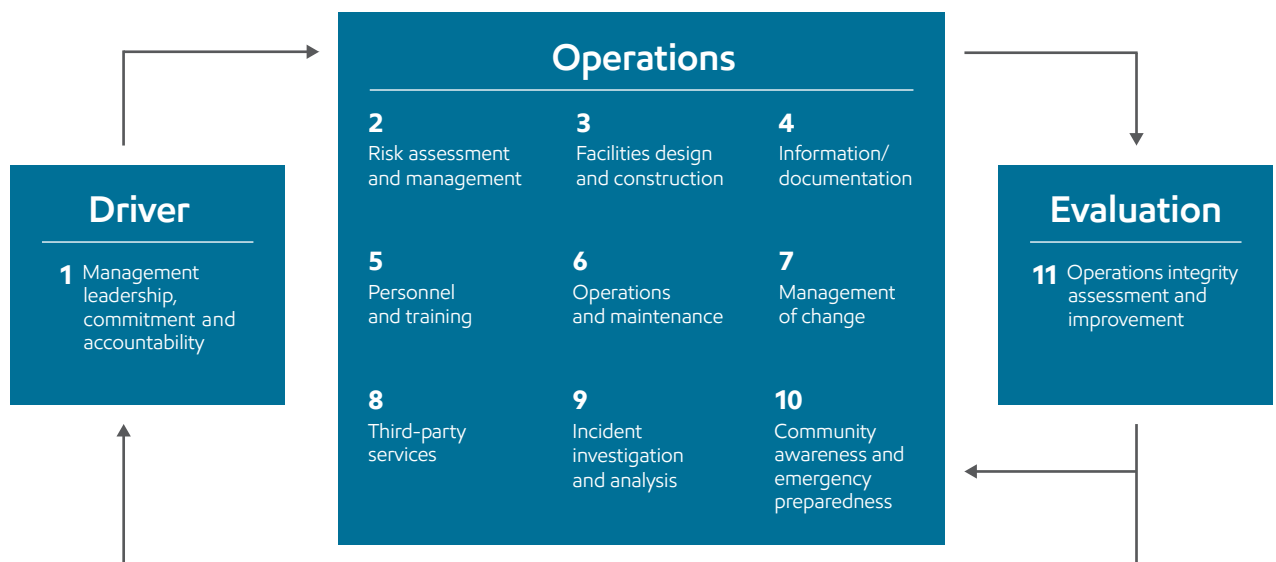 Driver
1 Management
leadership,
commitment and
accountability
Operations
2
Risk assessment
and management
3
Facilities design
and construction
4
Information/
documentation
5
Personnel
and training
6
Operations
and maintenance
7
Management
of change
8
Third-party
services
9
Incident
investigation
and analysis
10
Community
awareness and
emergency
preparedness
Evaluation
11 Operations integrity
assessment and
improvement